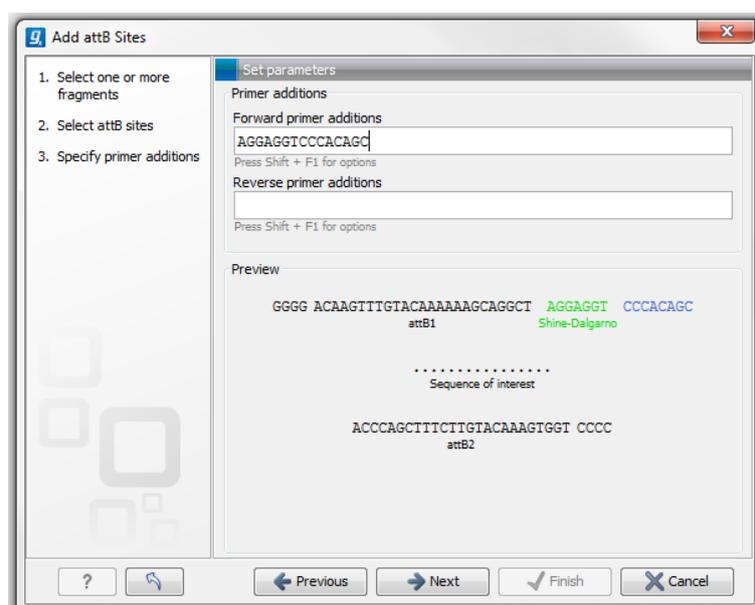 Add attB Sites
X
1. Select one or more
fragments
2. Select attB sites
3. Specify primer additions
Set parameters
Primer additions
Forward primer additions
AGGAGGTCCCACAGC
Press Shift + F1 for options
Reverse primer additions
Press Shift + F1 for options
Preview
GGGG ACAAGTTTGTACAAAAAAGCAGGCT AGGAGGT CCCACAGC
attB1 Shine-Dalgarno
................
Sequence of interest
ACCCAGCTTTCTTGTACAAAGTGGT CCCC
attB2
? Previous Next Finish Cancel